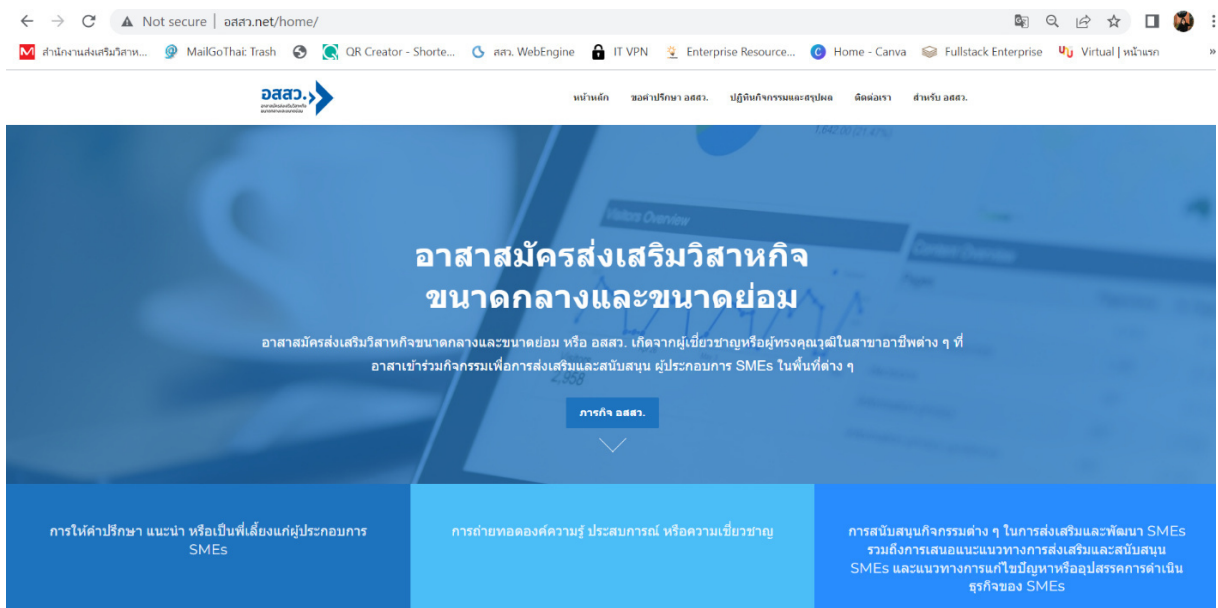 Not secure | อสสว.net/home/
สำนักงานส่งเสริมวิสาห... MailGoThai: Trash QR Creator - Shorte... สสว. WebEngine IT VPN Enterprise Resource... Home - Canva Fullstack Enterprise Virtual | หน้าแรก »
อสสว.
หน้าหลัก ขอคำปรึกษา อสสว. ปฏิทินกิจกรรมและสรุปผล ติดต่อเรา สำหรับ อสสว.
1,642.00 (21.47%)
Visitors Overview
Content Overview
Pages
อาสาสมัครส่งเสริมวิสาหกิจ
ขนาดกลางและขนาดย่อม
อาสาสมัครส่งเสริมวิสาหกิจขนาดกลางและขนาดย่อม หรือ อสสว. เกิดจากผู้เชี่ยวชาญหรือผู้ทรงคุณวุฒิในสาขาอาชีพต่าง ๆ ที่
อาสาเข้าร่วมกิจกรรมเพื่อการส่งเสริมและสนับสนุน ผู้ประกอบการ SMEs ในพื้นที่ต่าง ๆ
2,958
ภารกิจ อสสว.
การให้คำปรึกษา แนะนำ หรือเป็นพี่เลี้ยงแก่ผู้ประกอบการ
SMEs
การถ่ายทอดองค์ความรู้ ประสบการณ์ หรือความเชี่ยวชาญ
การสนับสนุนกิจกรรมต่าง ๆ ในการส่งเสริมและพัฒนา SMEs
รวมถึงการเสนอแนะแนวทางการส่งเสริมและสนับสนุน
SMEs และแนวทางการแก้ไขปัญหาหรืออุปสรรคการดำเนิน
ธุรกิจของ SMEs